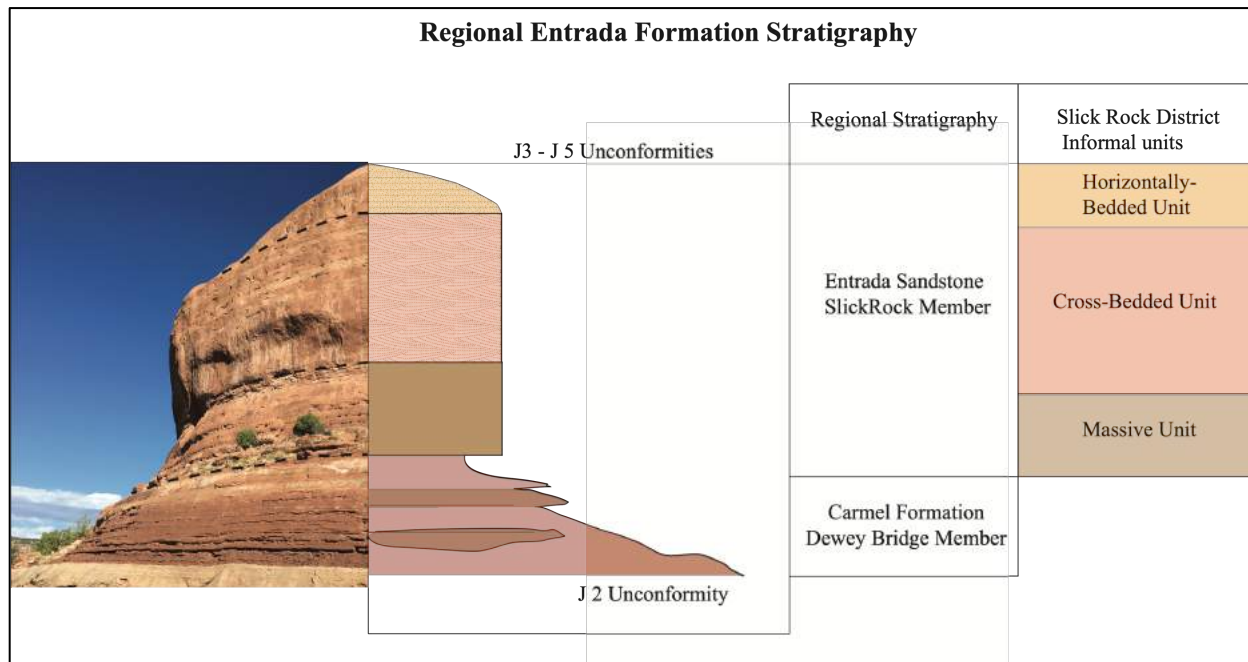 Regional Entrada Formation Stratigraphy
Regional Stratigraphy
Slick Rock District
Informal units
J3 - J 5 Unconformities
Horizontally-
Bedded Unit
Entrada Sandstone
SlickRock Member
Cross-Bedded Unit
Massive Unit
Carmel Formation
Dewey Bridge Member
J 2 Unconformity